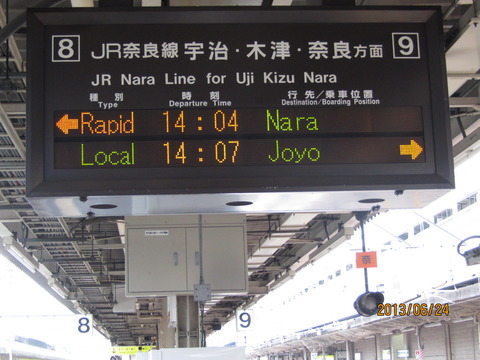 8 JR奈良線 宇治・木津・奈良方面 9
JR Nara Line for Uji Kizu Nara
種別 時刻 行先/乗車位置
Type Departure Time Destination/Boarding Position
←Rapid 14:04 Nara
Local 14:07 Joyo →
奈
2013/06/24
8 9